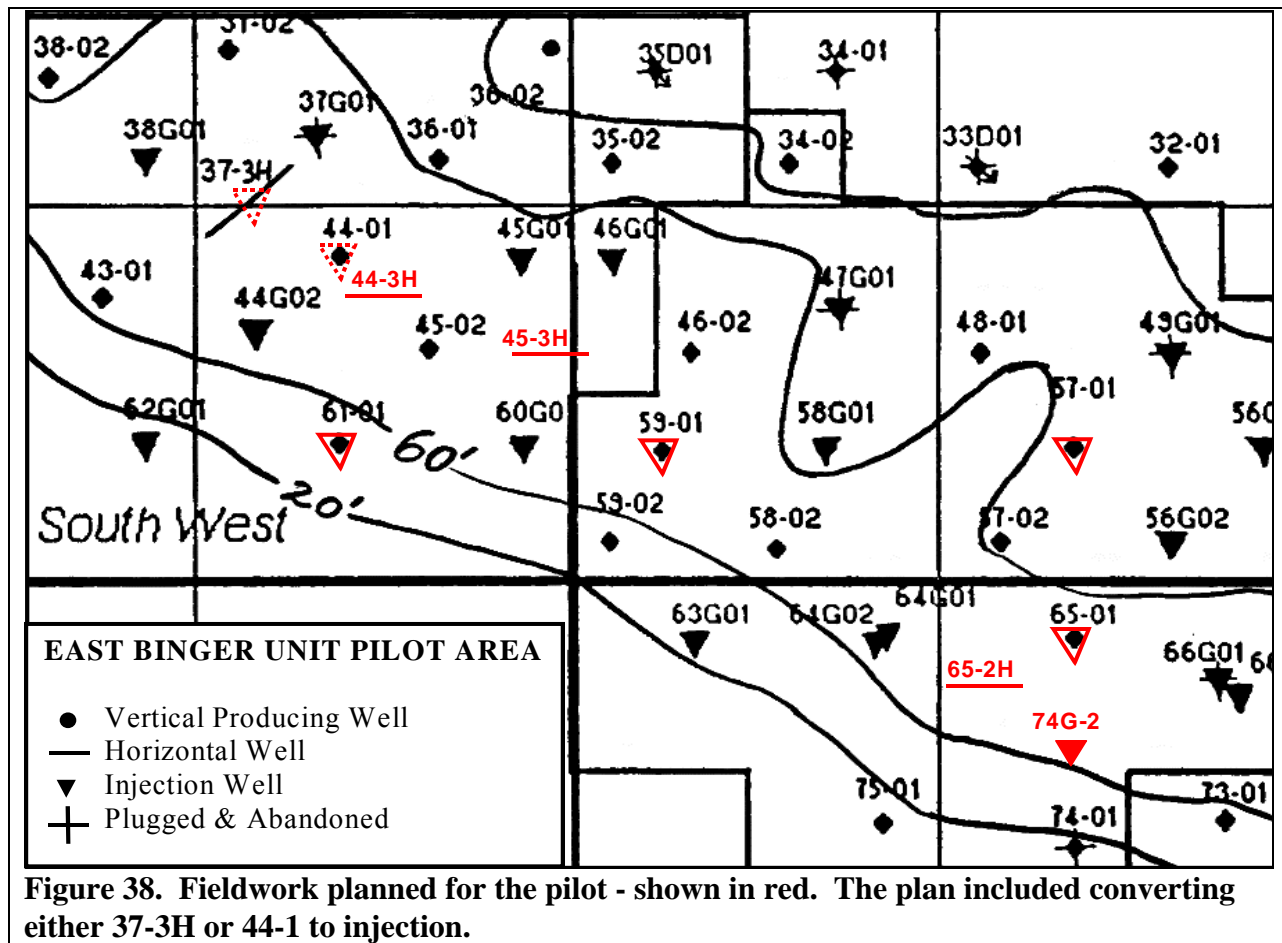 38-02
31-02
36-02
35D01
34-01
38G01
37G01
36-01
35-02
34-02
33D01
32-01
37-3H
44-01
45G01
46G01
43-01
44-3H
47G01
44G02
45-02
45-3H
46-02
48-01
49G01
62G01
61-01
60G0
59-01
58G01
57-01
56G
60'
20'
South West
59-02
58-02
57-02
56G02
63G01
64G02
64G01
65-01
66G01
65-2H
74G-2
75-01
74-01
73-01
EAST BINGER UNIT PILOT AREA
Vertical Producing Well
Horizontal Well
Injection Well
Plugged & Abandoned
Figure 38. Fieldwork planned for the pilot - shown in red. The plan included converting
either 37-3H or 44-1 to injection.